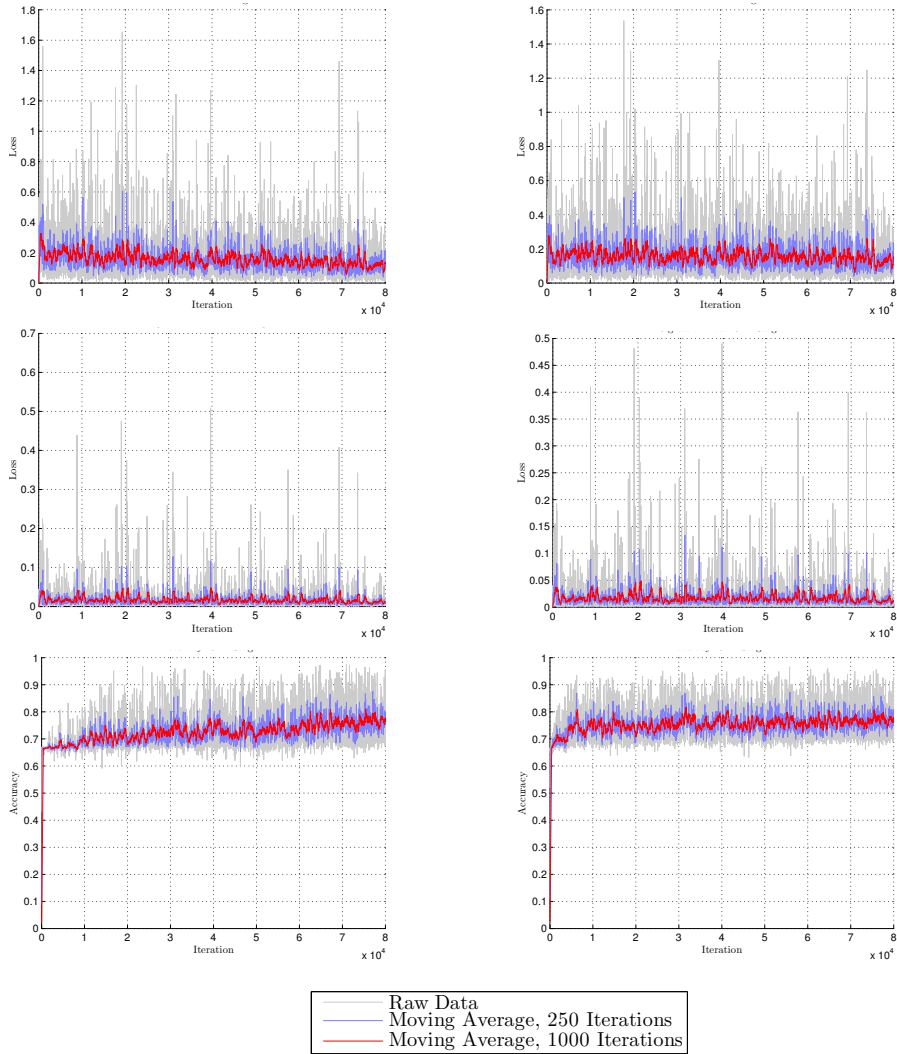 1.8
1.6
1.4
1.2
1
0.8
0.6
0.4
0.2
0
Loss
0 1 2 3 4 5 6 7 8
Iteration
x 10^4
1.6
1.4
1.2
1
0.8
0.6
0.4
0.2
0
Loss
0 1 2 3 4 5 6 7 8
Iteration
x 10^4
0.7
0.6
0.5
0.4
0.3
0.2
0.1
0
Loss
0 1 2 3 4 5 6 7 8
Iteration
x 10^4
0.5
0.45
0.4
0.35
0.3
0.25
0.2
0.15
0.1
0.05
0
Loss
0 1 2 3 4 5 6 7 8
Iteration
x 10^4
1
0.9
0.8
0.7
0.6
0.5
0.4
0.3
0.2
0.1
0
Accuracy
0 1 2 3 4 5 6 7 8
Iteration
x 10^4
1
0.9
0.8
0.7
0.6
0.5
0.4
0.3
0.2
0.1
0
Accuracy
0 1 2 3 4 5 6 7 8
Iteration
x 10^4
Raw Data
Moving Average, 250 Iterations
Moving Average, 1000 Iterations